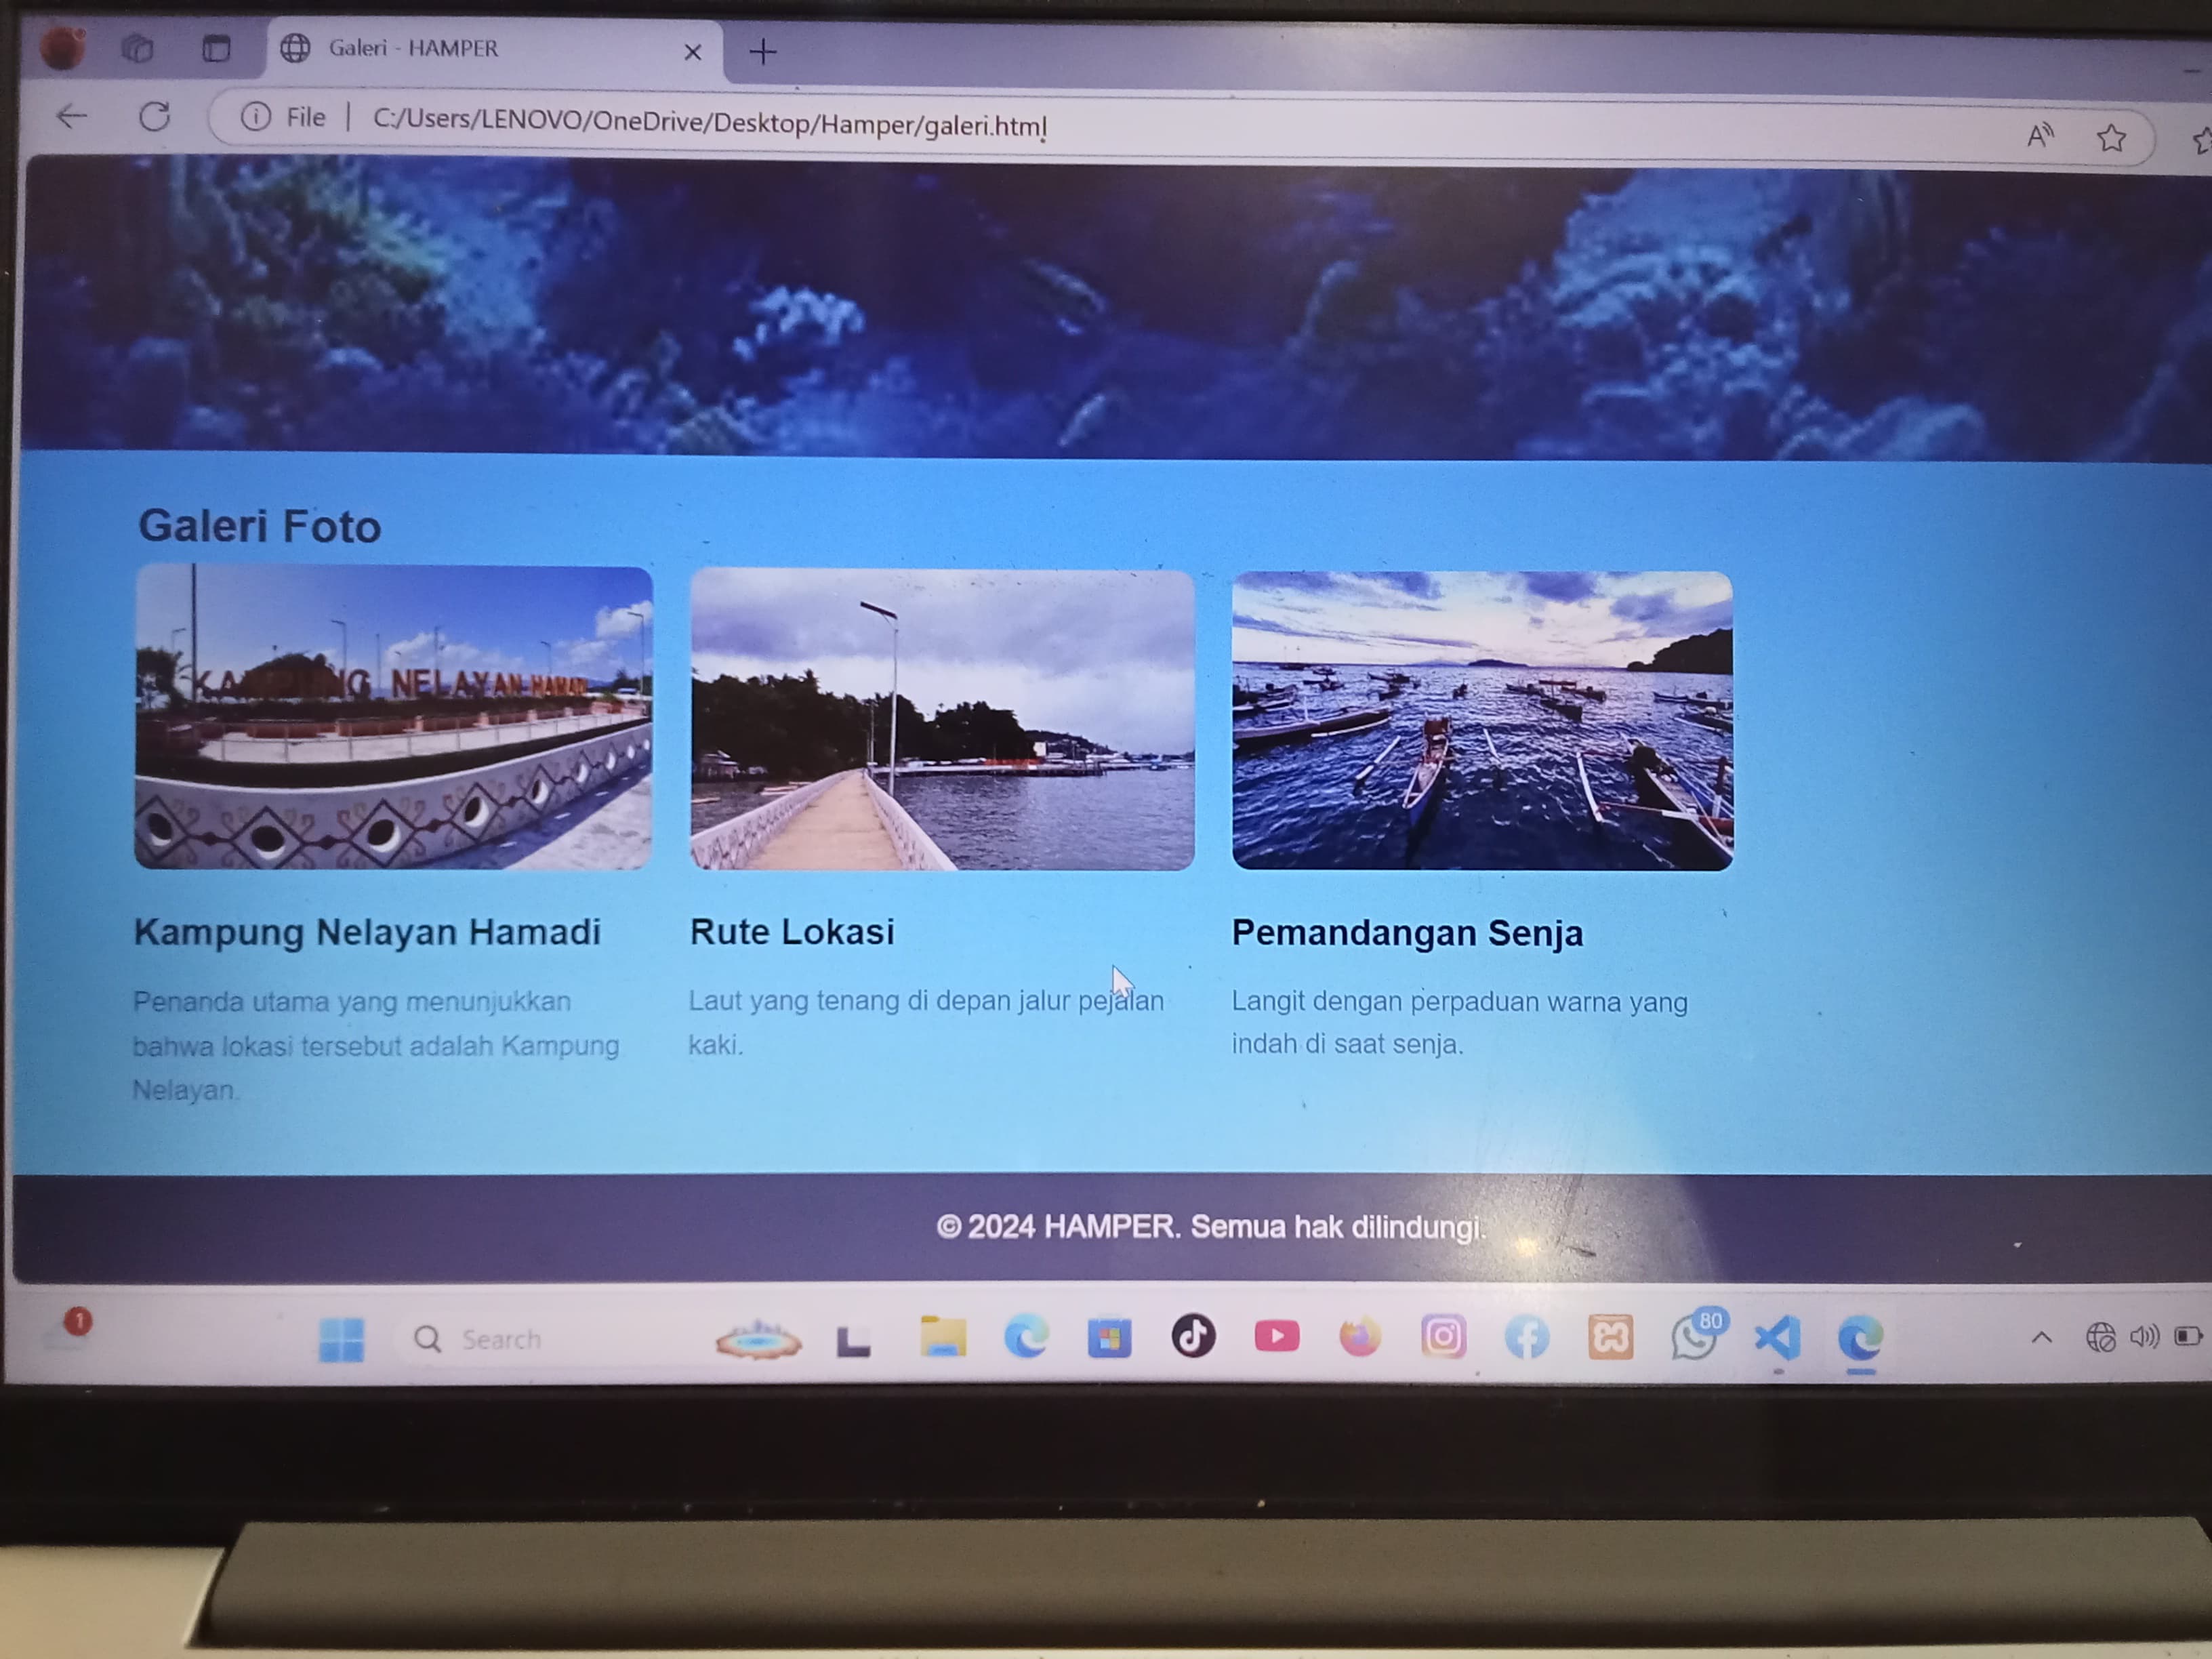 Galeri - HAMPER
File | C:/Users/LENOVO/OneDrive/Desktop/Hamper/galeri.html
Galeri Foto
KAMPUNG NELAYAN HAMADI
Kampung Nelayan Hamadi
Penanda utama yang menunjukkan
bahwa lokasi tersebut adalah Kampung
Nelayan.
Rute Lokasi
Laut yang tenang di depan jalur pejalan
kaki.
Pemandangan Senja
Langit dengan perpaduan warna yang
indah di saat senja.
© 2024 HAMPER. Semua hak dilindungi.
1
Search
80